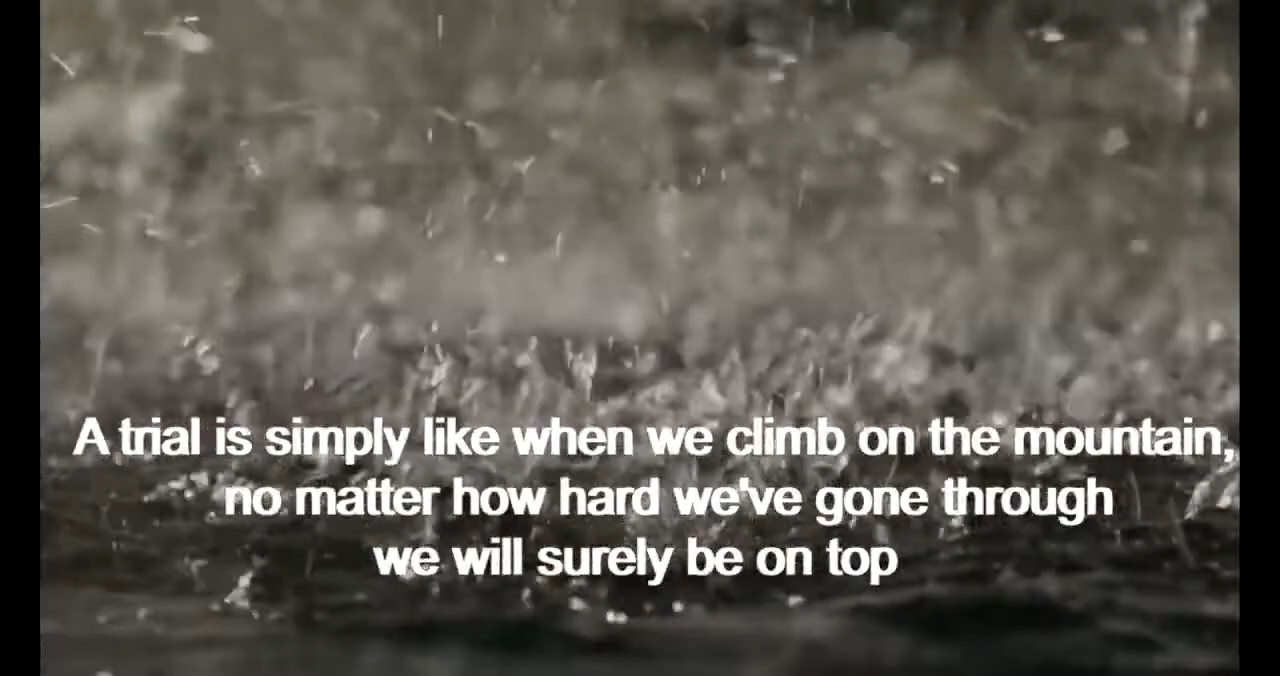 A trial is simply like when we climb on the mountain,
no matter how hard we've gone through
we will surely be on top